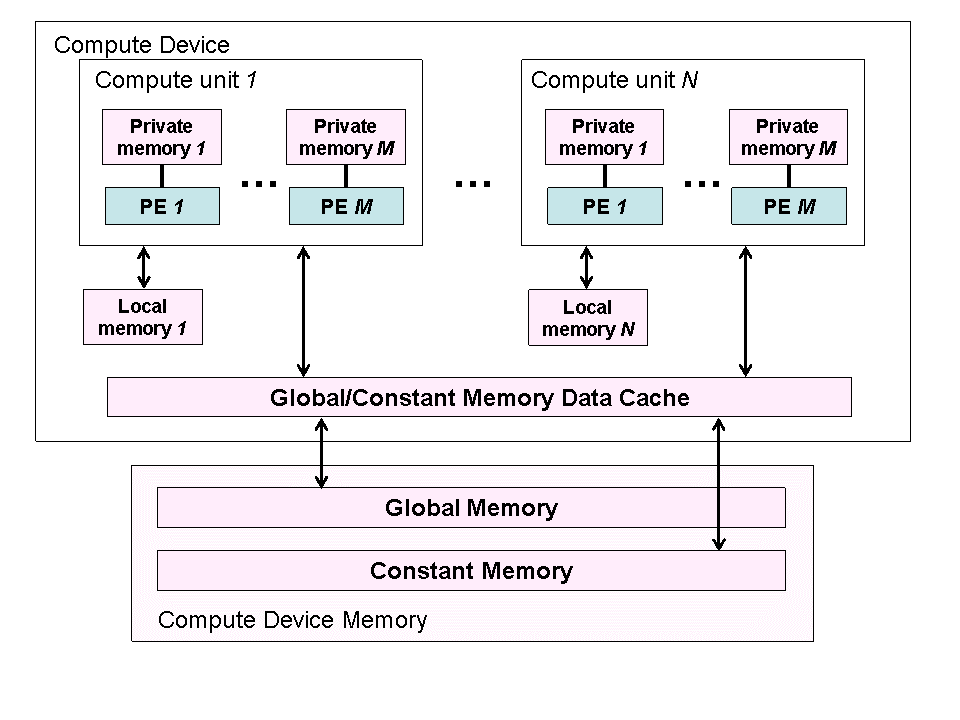 Compute Device
Compute unit 1
Compute unit N
Private
memory 1
Private
memory M
Private
memory 1
Private
memory M
...
...
...
PE 1
PE M
PE 1
PE M
Local
memory 1
Local
memory N
Global/Constant Memory Data Cache
Global Memory
Constant Memory
Compute Device Memory